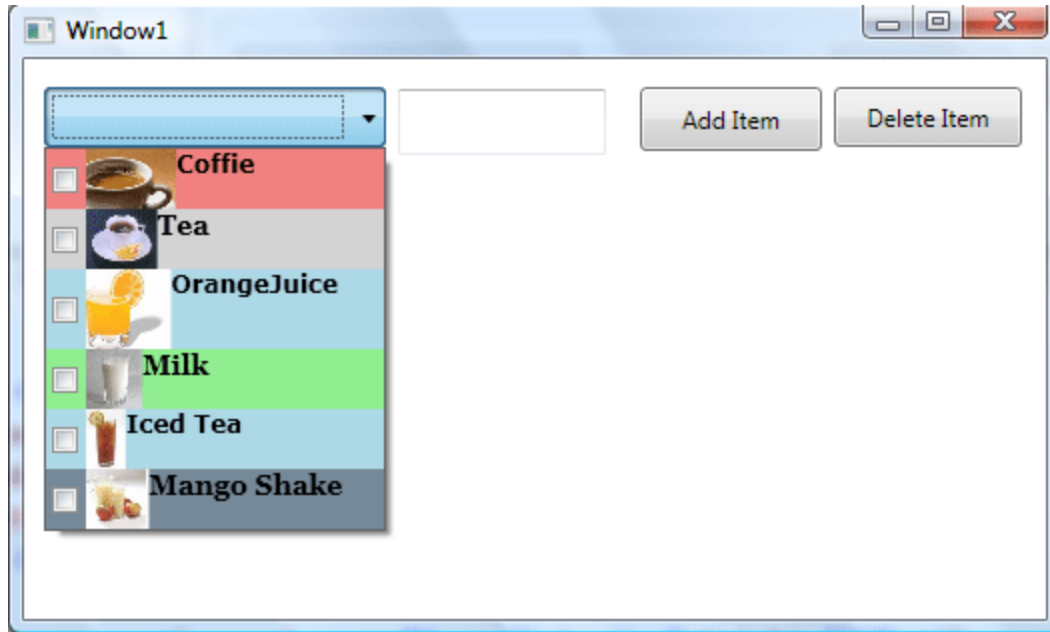 Window1
Add Item
Delete Item
Coffie
Tea
OrangeJuice
Milk
Iced Tea
Mango Shake